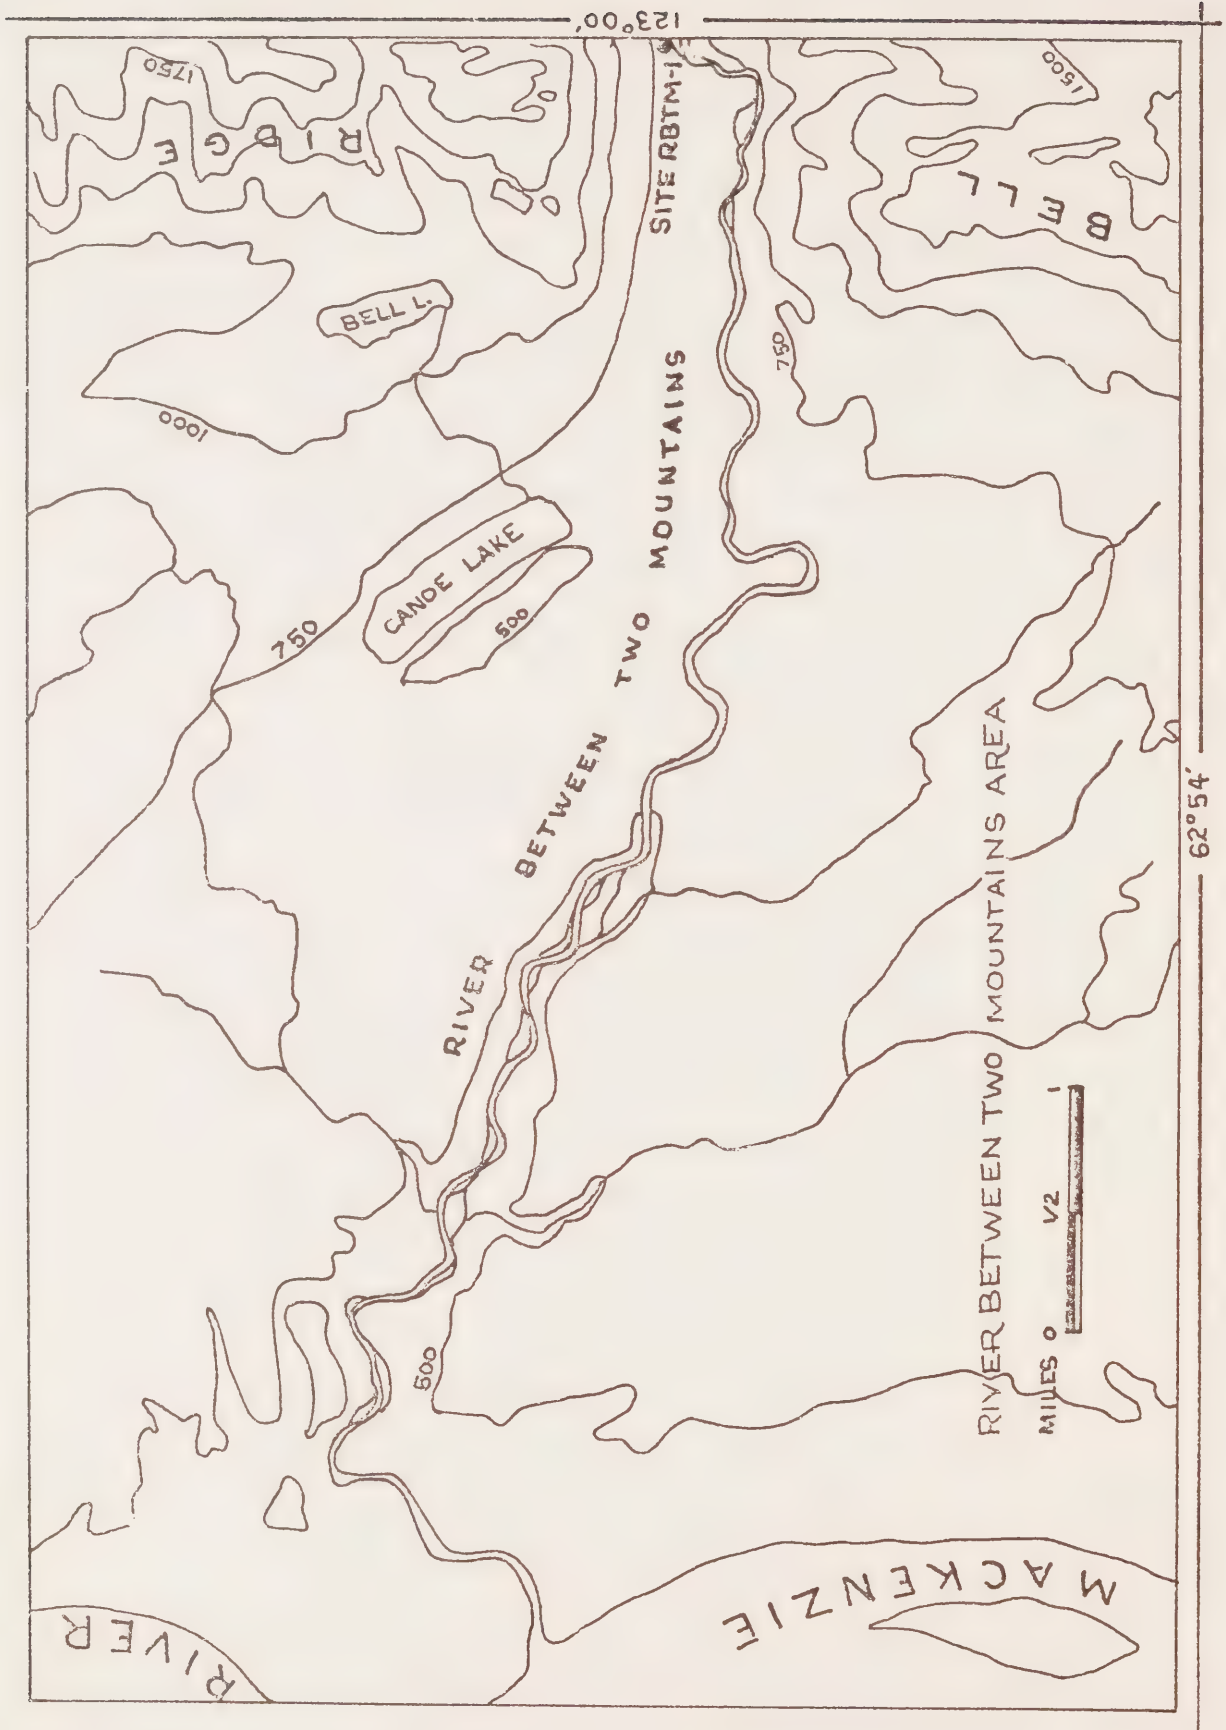 123°00'
1750
RIDGE
SITE RBTM-1
1500
BELL
BELL L.
750
1000
CANOE LAKE
500
750
RIVER BETWEEN TWO MOUNTAINS
62°54'
500
RIVER BETWEEN TWO MOUNTAINS AREA
MILES 0 1/2 1
MACKENZIE
RIVER